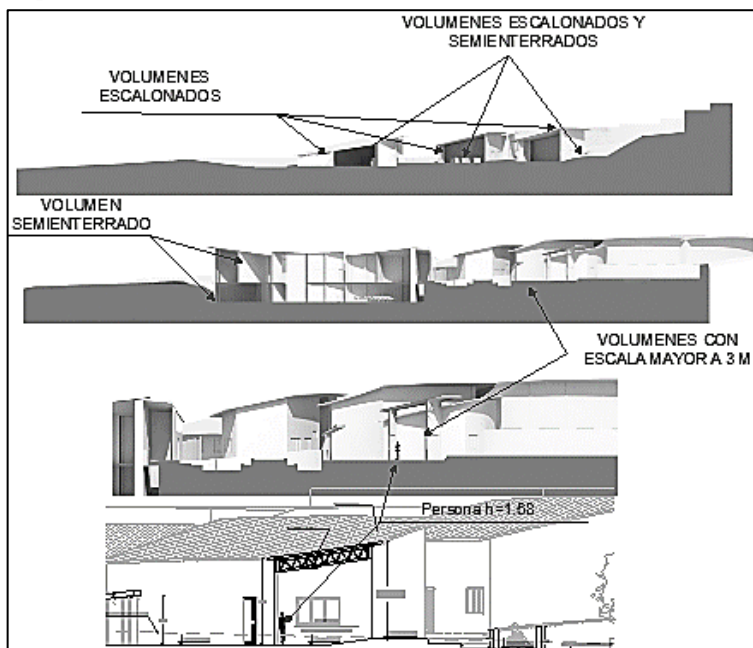 VOLUMENES ESCALONADOS Y
SEMIENTERRADOS
VOLUMENES
ESCALONADOS
VOLUMEN
SEMIENTERRADO
VOLUMENES CON
ESCALA MAYOR A 3 M
Persona h=1.68